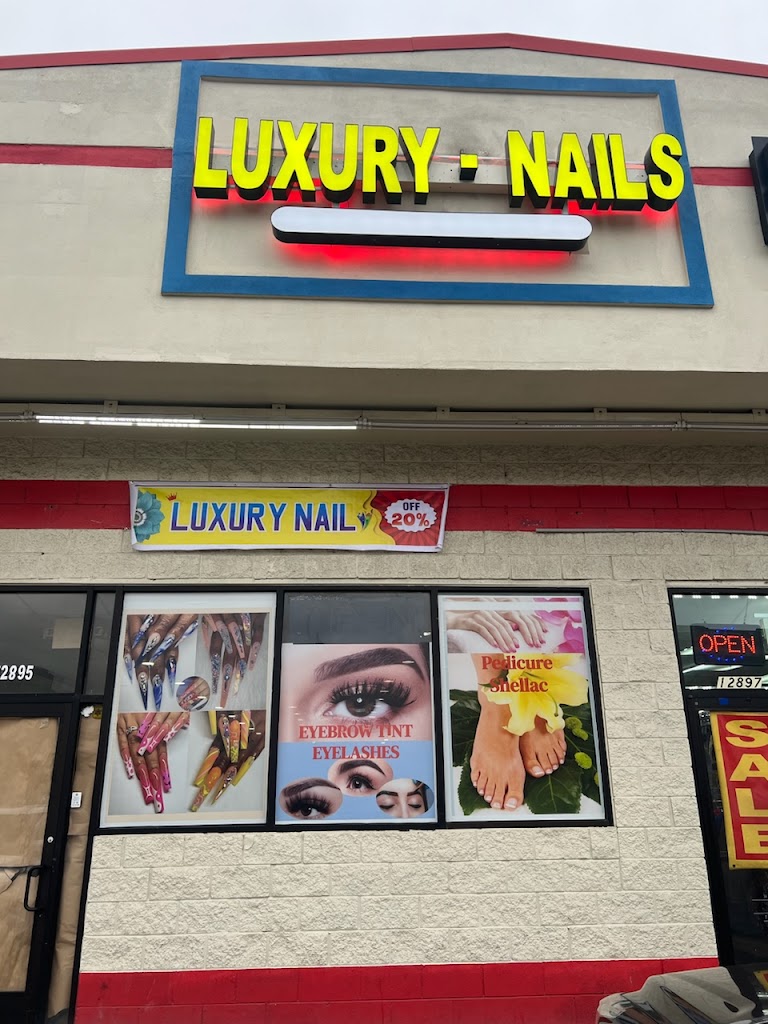 LUXURY - NAILS
LUXURY NAIL
OFF
20%
2895
EYEBROW TINT
EYELASHES
Pedicure
Shellac
OPEN
12897
SALE